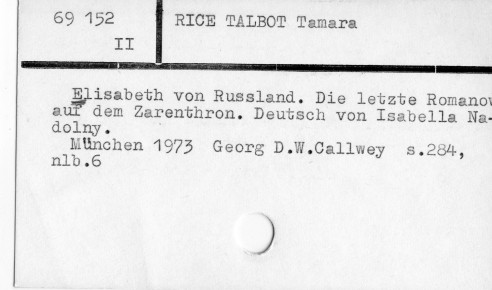 69 152
II
RICE TALBOT Tamara
Elisabeth von Russland. Die letzte Romanow
auf dem Zarenthron. Deutsch von Isabella Na-
dolny.
München 1973 Georg D.W.Callwey s.284,
nlb.6